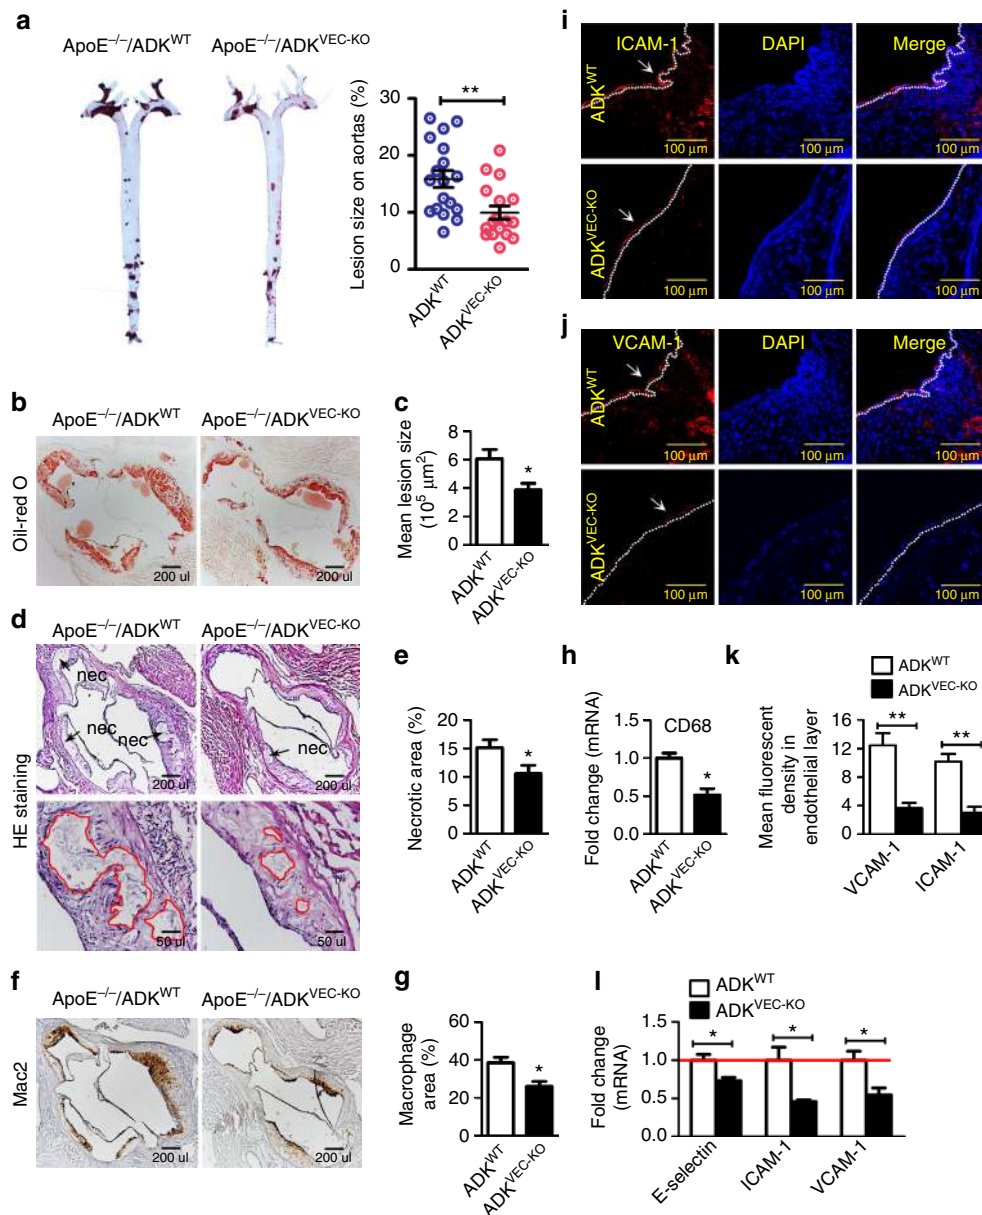 a
ApoE–/–/ADKWT
ApoE–/–/ADKVEC-KO
Lesion size on aortas (%)
30
20
10
0
**
ADKWT
ADKVEC-KO
b
ApoE–/–/ADKWT
ApoE–/–/ADKVEC-KO
Oil-red O
200 ul
200 ul
c
Mean lesion size
(10⁵ μm²)
8
6
4
2
0
*
ADKWT
ADKVEC-KO
d
ApoE–/–/ADKWT
ApoE–/–/ADKVEC-KO
HE staining
nec
nec
nec
200 ul
nec
200 ul
50 ul
50 ul
e
Necrotic area (%)
20
15
10
5
0
*
ADKWT
ADKVEC-KO
f
ApoE–/–/ADKWT
ApoE–/–/ADKVEC-KO
Mac2
200 ul
200 ul
g
Macrophage
area (%)
60
40
20
0
*
ADKWT
ADKVEC-KO
h
Fold change (mRNA)
CD68
1.5
1.0
0.5
0.0
*
ADKWT
ADKVEC-KO
i
ICAM-1
DAPI
Merge
ADKWT
100 μm
100 μm
100 μm
ADKVEC-KO
100 μm
100 μm
100 μm
j
VCAM-1
DAPI
Merge
ADKWT
100 μm
100 μm
100 μm
ADKVEC-KO
100 μm
100 μm
100 μm
k
ADKWT
ADKVEC-KO
Mean fluorescent
density in
endothelial layer
16
12
8
4
0
**
**
VCAM-1
ICAM-1
l
ADKWT
ADKVEC-KO
Fold change
(mRNA)
1.5
1.0
0.5
0.0
*
*
*
E-selectin
ICAM-1
VCAM-1